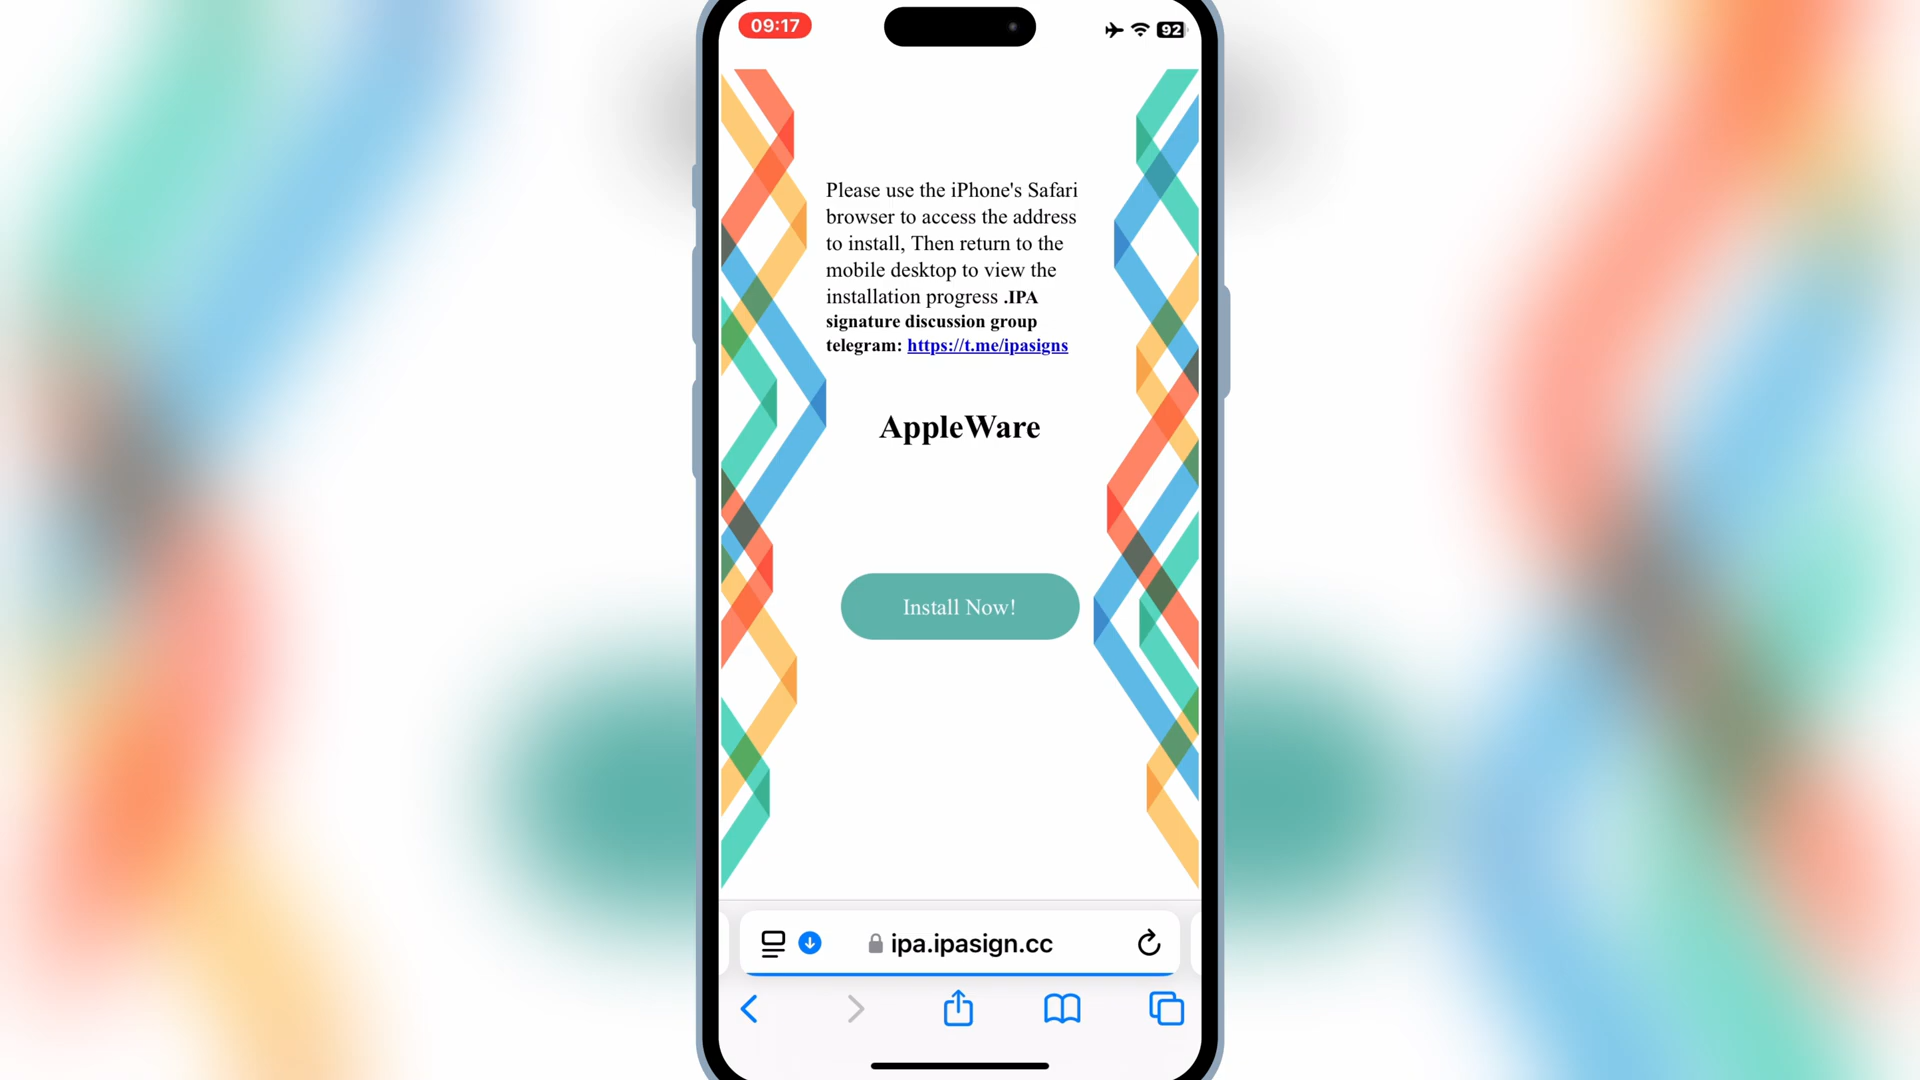 09:17
92
Please use the iPhone's Safari
browser to access the address
to install, Then return to the
mobile desktop to view the
installation progress .IPA
signature discussion group
telegram: https://t.me/ipasigns
AppleWare
Install Now!
ipa.ipasign.cc